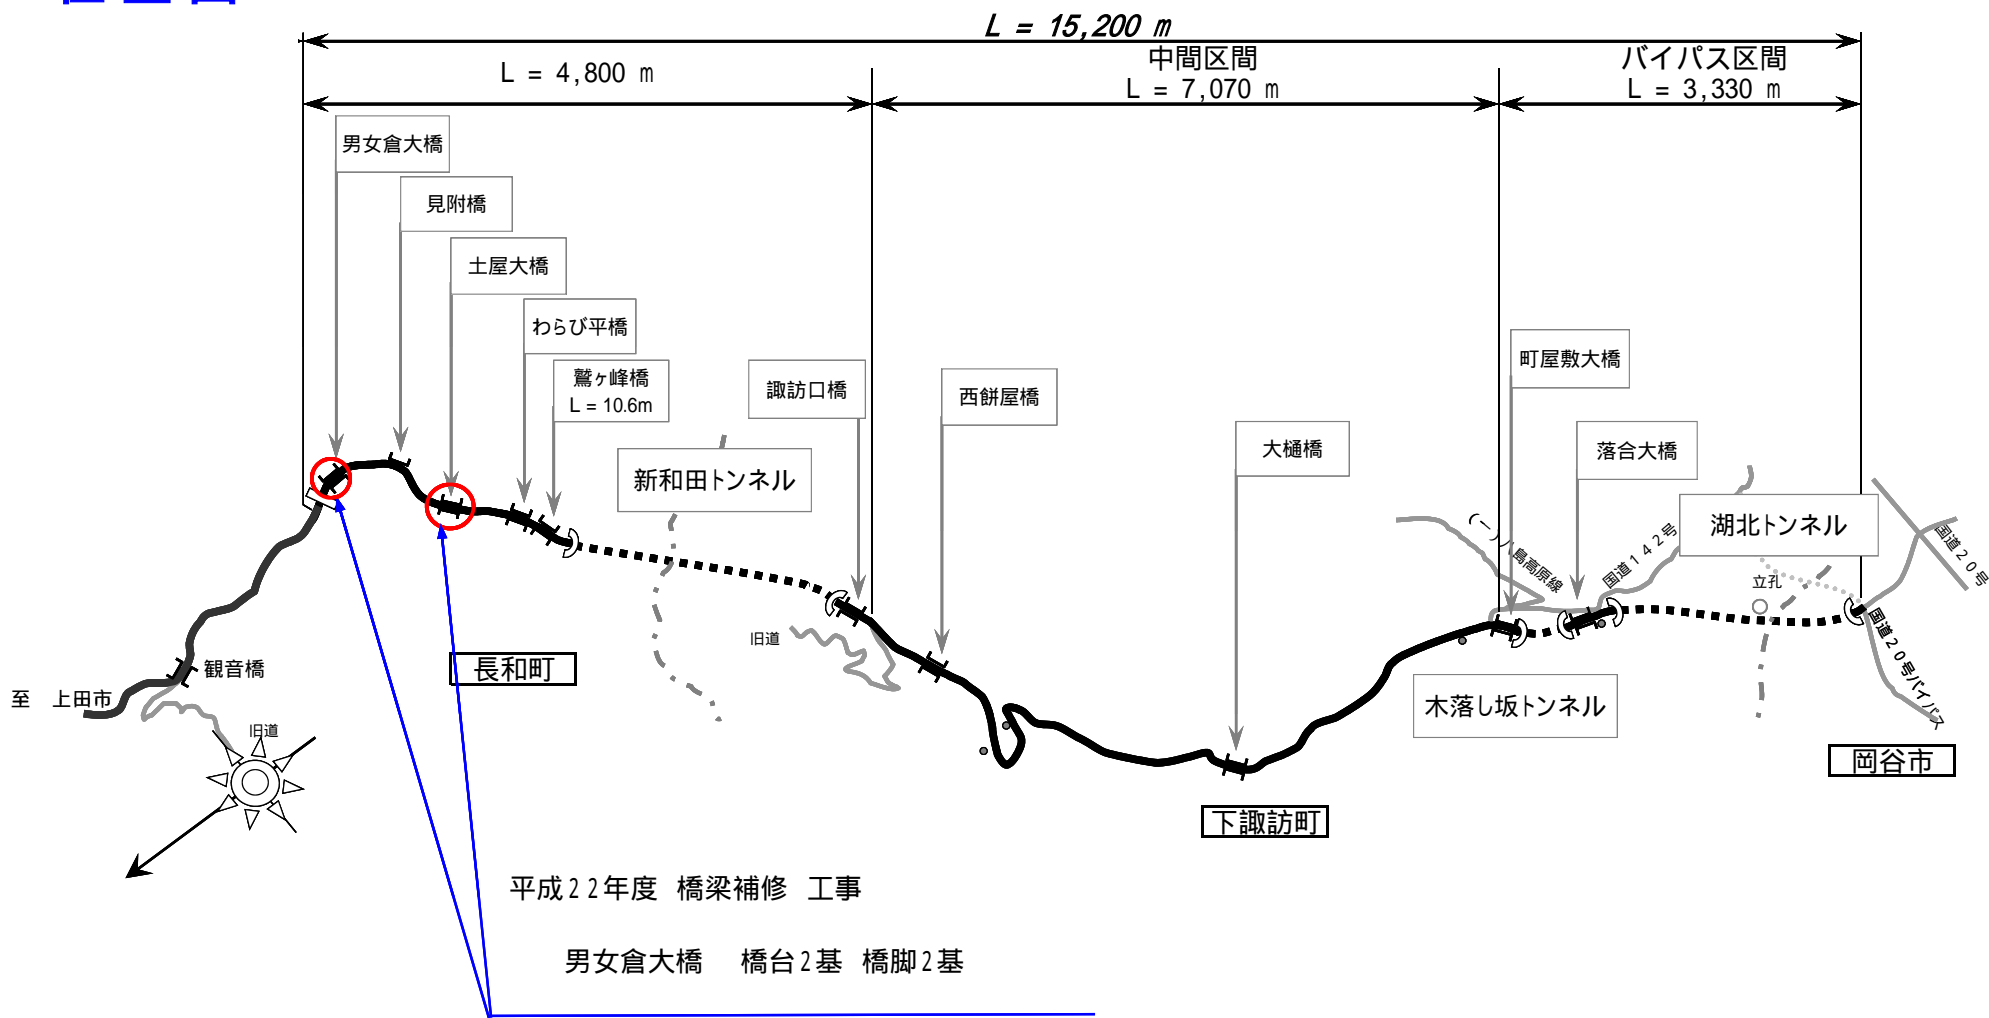 L = 15,200 m
L = 4,800 m
中間区間
L = 7,070 m
バイパス区間
L = 3,330 m
男女倉大橋
見附橋
土屋大橋
わらび平橋
鷲ヶ峰橋
L = 10.6m
新和田トンネル
諏訪口橋
西餅屋橋
大樋橋
町屋敷大橋
落合大橋
湖北トンネル
(一)八島高原線
国道142号
立孔
国道20号
国道20号バイパス
旧道
観音橋
至 上田市
旧道
長和町
木落し坂トンネル
岡谷市
下諏訪町
平成22年度 橋梁補修 工事
男女倉大橋 橋台2基 橋脚2基